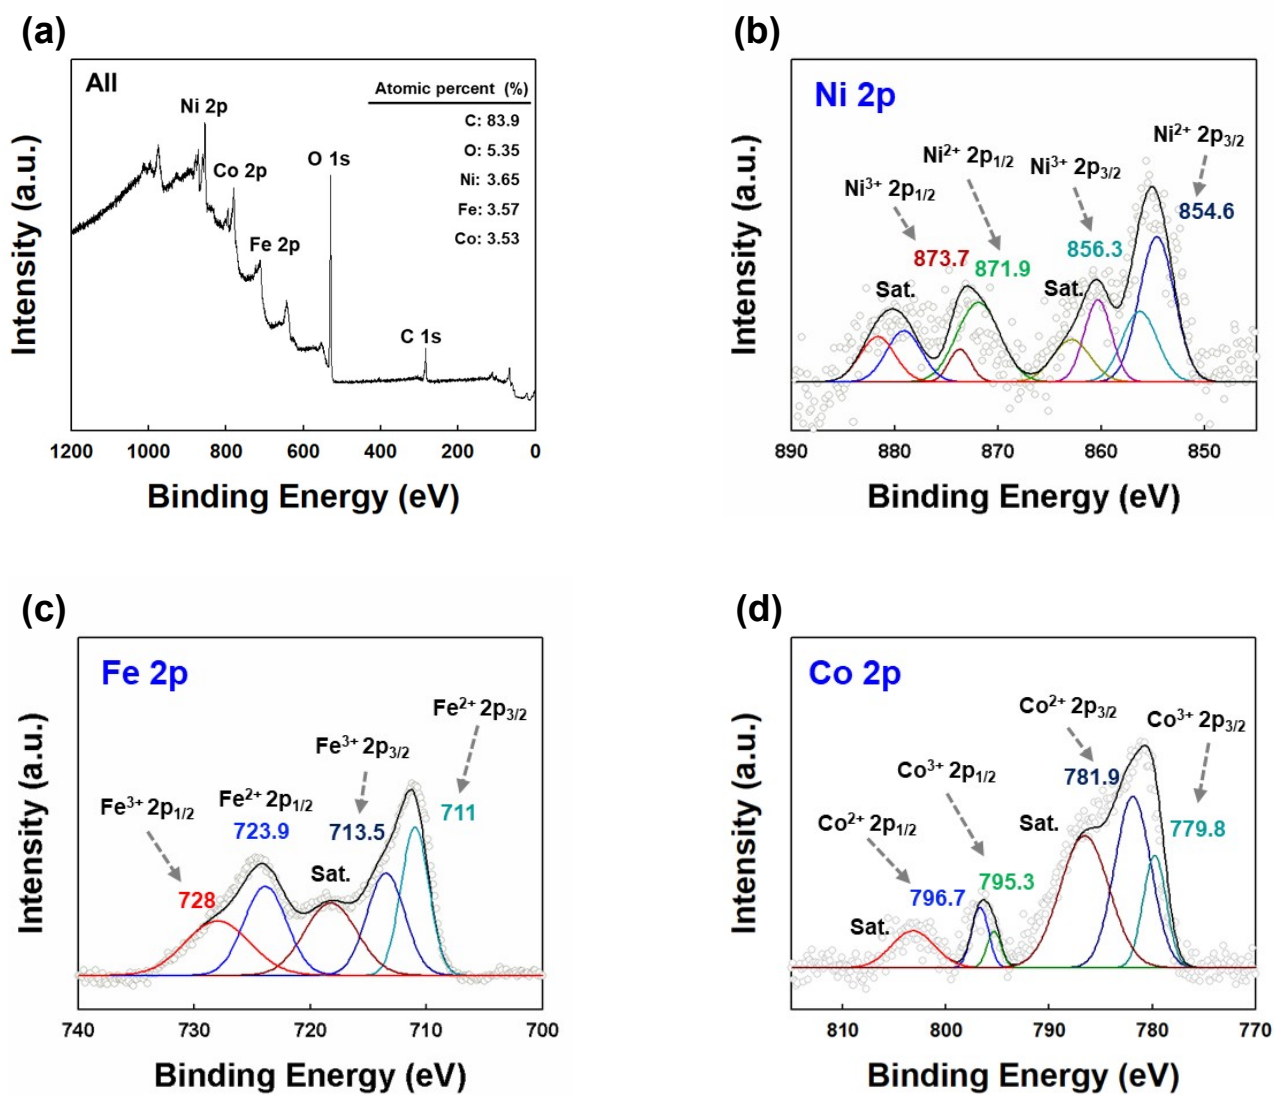 (a)
All
Atomic percent (%)
C: 83.9
O: 5.35
Ni: 3.65
Fe: 3.57
Co: 3.53
Ni 2p
Co 2p
Fe 2p
O 1s
C 1s
Intensity (a.u.)
1200 1000 800 600 400 200 0
Binding Energy (eV)
(b)
Ni 2p
Ni³⁺ 2p₁/₂
Ni²⁺ 2p₁/₂
Ni³⁺ 2p₃/₂
Ni²⁺ 2p₃/₂
873.7
871.9
856.3
854.6
Sat.
Sat.
Intensity (a.u.)
890 880 870 860 850
Binding Energy (eV)
(c)
Fe 2p
Fe³⁺ 2p₁/₂
Fe²⁺ 2p₁/₂
Fe³⁺ 2p₃/₂
Fe²⁺ 2p₃/₂
728
723.9
713.5
711
Sat.
Intensity (a.u.)
740 730 720 710 700
Binding Energy (eV)
(d)
Co 2p
Co²⁺ 2p₁/₂
Co³⁺ 2p₁/₂
Co²⁺ 2p₃/₂
Co³⁺ 2p₃/₂
796.7
795.3
781.9
779.8
Sat.
Sat.
Intensity (a.u.)
810 800 790 780 770
Binding Energy (eV)